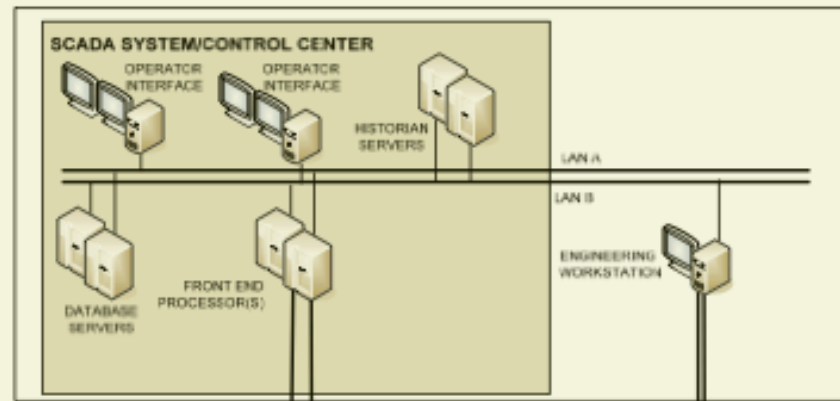 SCADA SYSTEM/CONTROL CENTER
OPERATOR
INTERFACE
OPERATOR
INTERFACE
HISTORIAN
SERVERS
LAN A
LAN B
ENGINEERING
WORKSTATION
FRONT END
PROCESSOR(S)
DATABASE
SERVERS